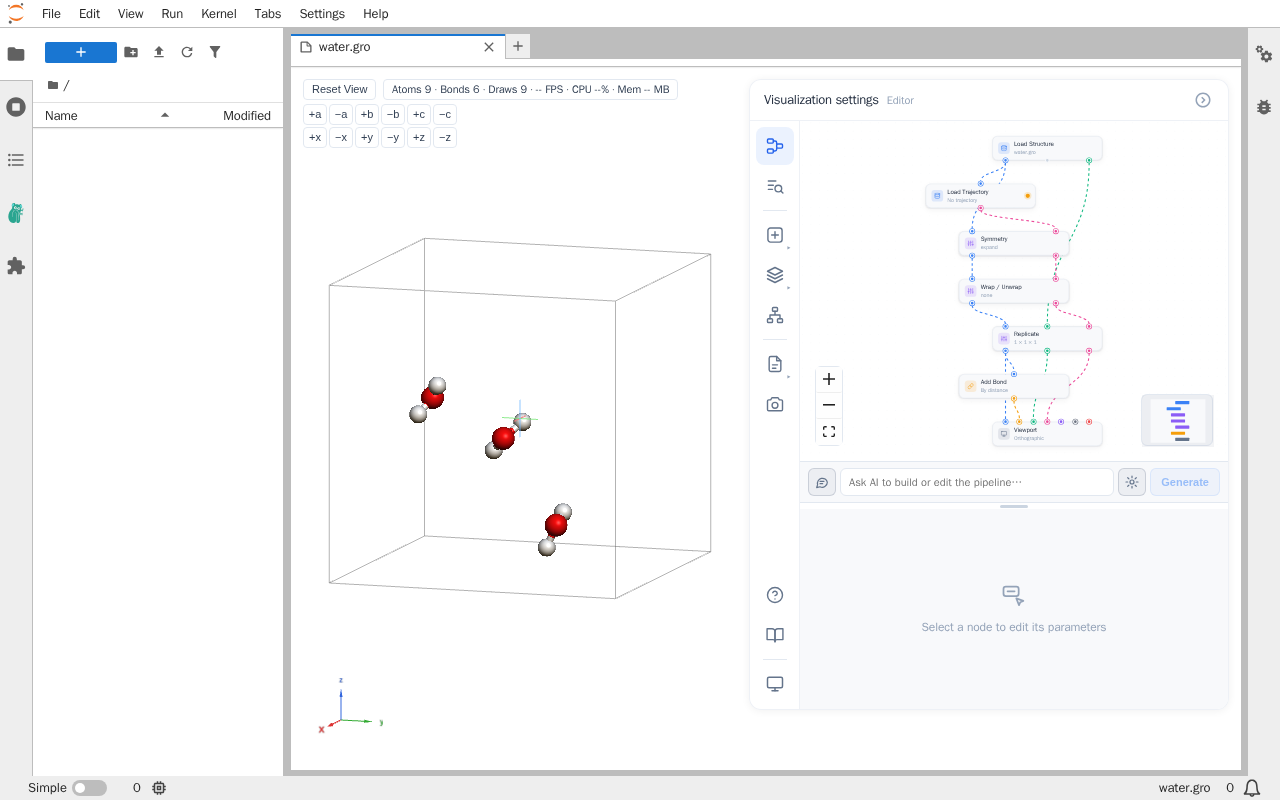 File Edit View Run Kernel Tabs Settings Help
water.gro
/
Name Modified
Reset View
Atoms 9 · Bonds 6 · Draws 9 · -- FPS · CPU --% · Mem -- MB
+a −a +b −b +c −c
+x −x +y −y +z −z
z
x
y
Visualization settings Editor
Load Structure
water.gro
Load Trajectory
No trajectory
Symmetry
expand
Wrap / Unwrap
none
Replicate
1 × 1 × 1
Add Bond
By distance
Viewport
Orthographic
Ask AI to build or edit the pipeline···
Generate
Select a node to edit its parameters
Simple 0
water.gro 0